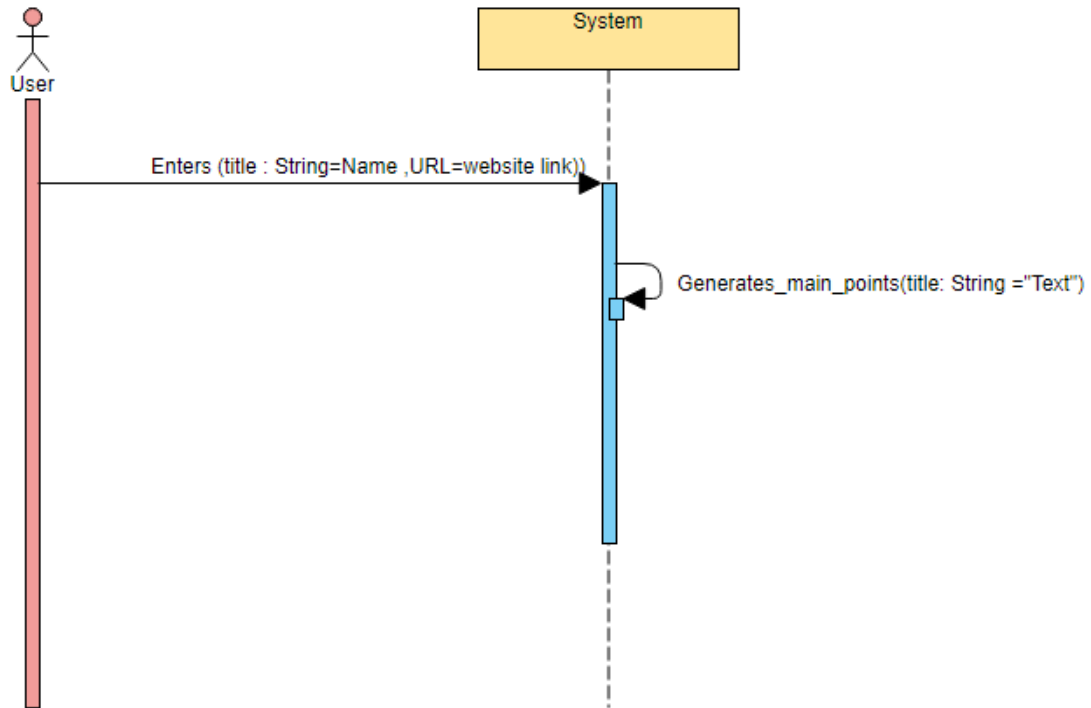 System
User
Enters (title : String=Name ,URL=website link))
Generates_main_points(title: String ="Text")